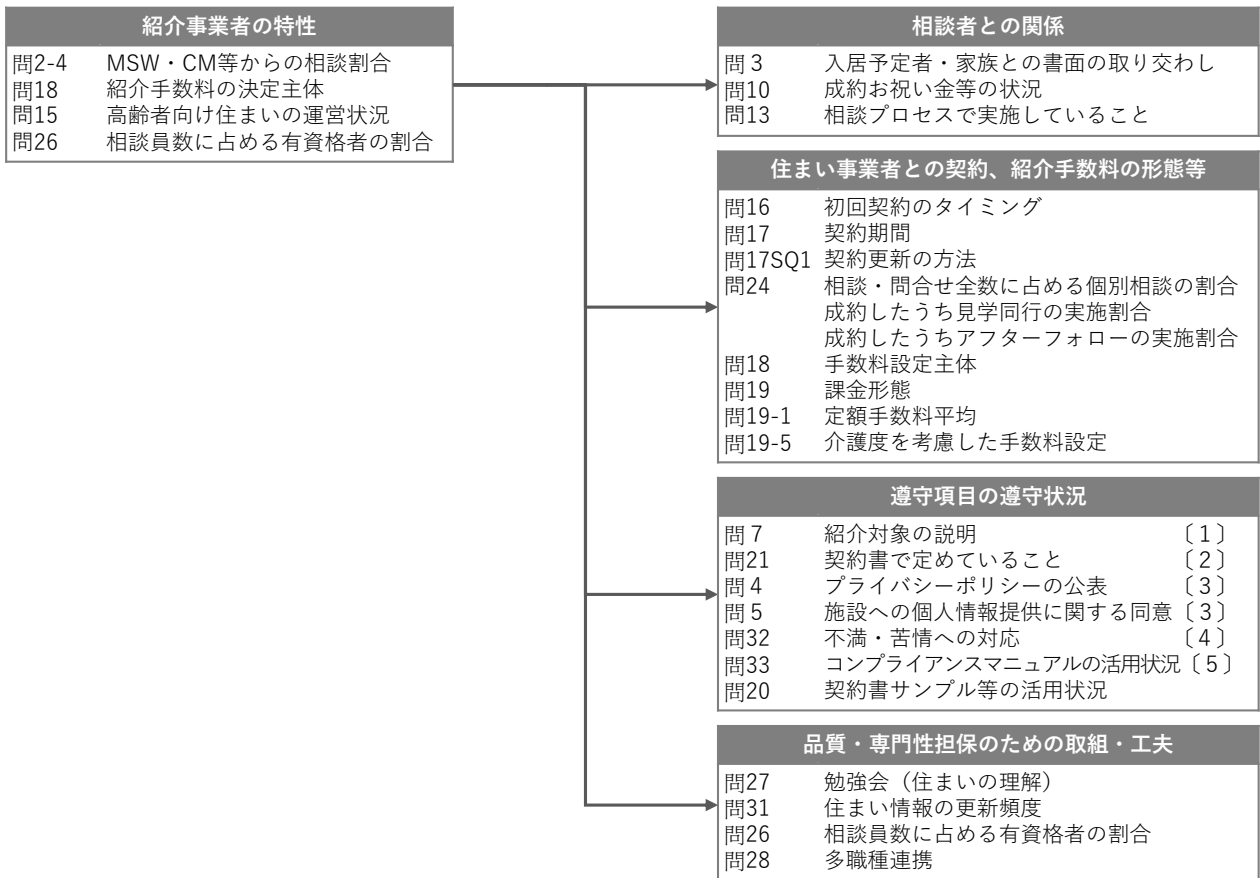 紹介事業者の特性
問2-4 MSW・CM等からの相談割合
問18 紹介手数料の決定主体
問15 高齢者向け住まいの運営状況
問26 相談員数に占める有資格者の割合
相談者との関係
問3 入居予定者・家族との書面の取り交わし
問10 成約お祝い金等の状況
問13 相談プロセスで実施していること
住まい事業者との契約、紹介手数料の形態等
問16 初回契約のタイミング
問17 契約期間
問17SQ1 契約更新の方法
問24 相談・問合せ全数に占める個別相談の割合
成約したうち見学同行の実施割合
成約したうちアフターフォローの実施割合
問18 手数料設定主体
問19 課金形態
問19-1 定額手数料平均
問19-5 介護度を考慮した手数料設定
遵守項目の遵守状況
問7 紹介対象の説明 〔1〕
問21 契約書で定めていること 〔2〕
問4 プライバシーポリシーの公表 〔3〕
問5 施設への個人情報提供に関する同意〔3〕
問32 不満・苦情への対応 〔4〕
問33 コンプライアンスマニュアルの活用状況〔5〕
問20 契約書サンプル等の活用状況
品質・専門性担保のための取組・工夫
問27 勉強会（住まいの理解）
問31 住まい情報の更新頻度
問26 相談員数に占める有資格者の割合
問28 多職種連携